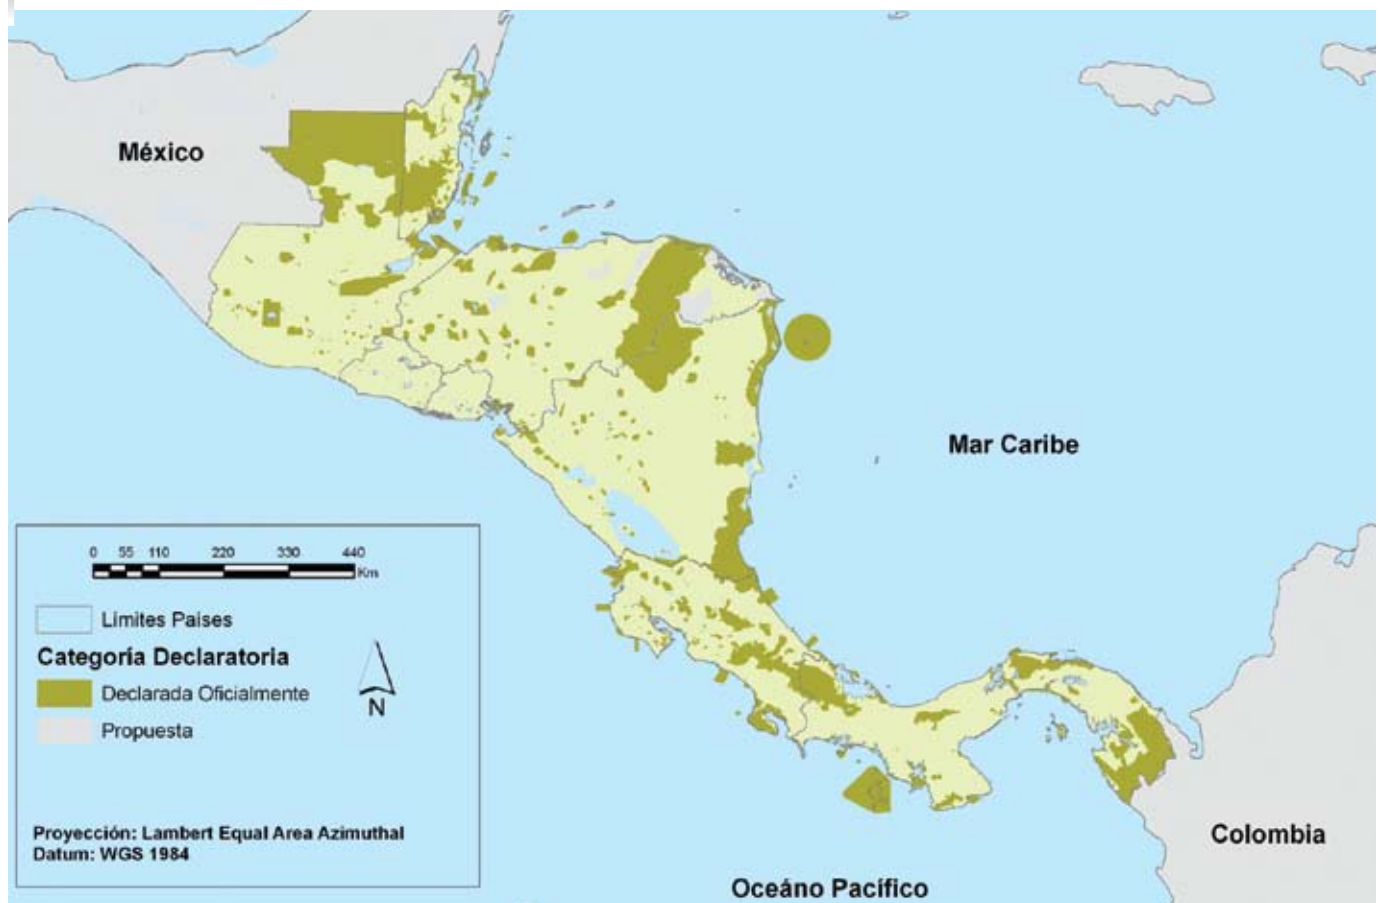 México
Mar Caribe
0 55 110 220 330 440
Km
Límites Países
Categoría Declaratoria
Declarada Oficialmente
Propuesta
N
Proyección: Lambert Equal Area Azimuthal
Datum: WGS 1984
Colombia
Oceáno Pacífico